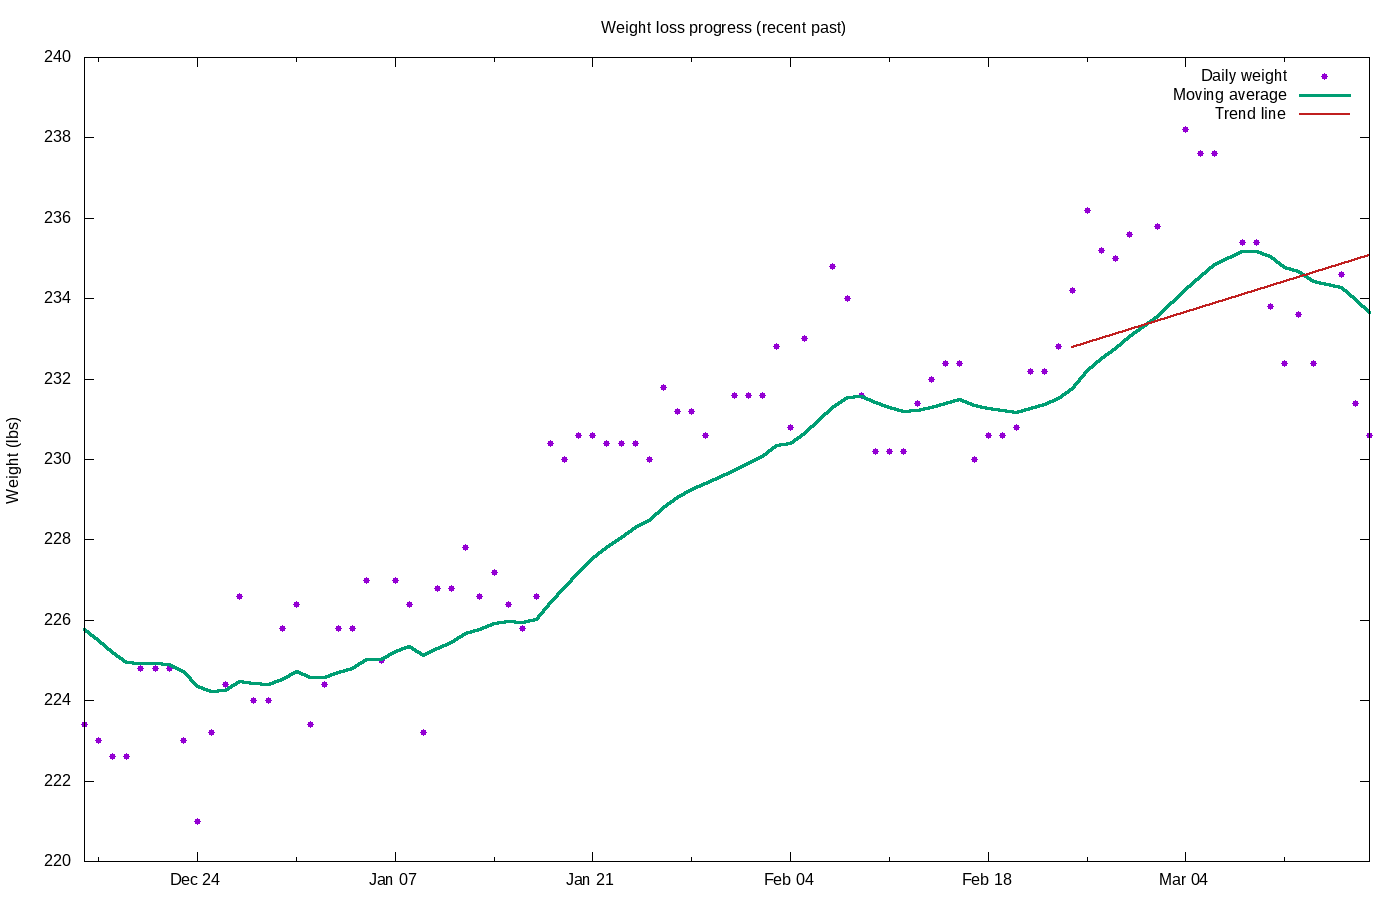 Weight loss progress (recent past)
240
238
236
234
232
230
228
226
224
222
220
Weight (lbs)
Daily weight
Moving average
Trend line
Dec 24 Jan 07 Jan 21 Feb 04 Feb 18 Mar 04